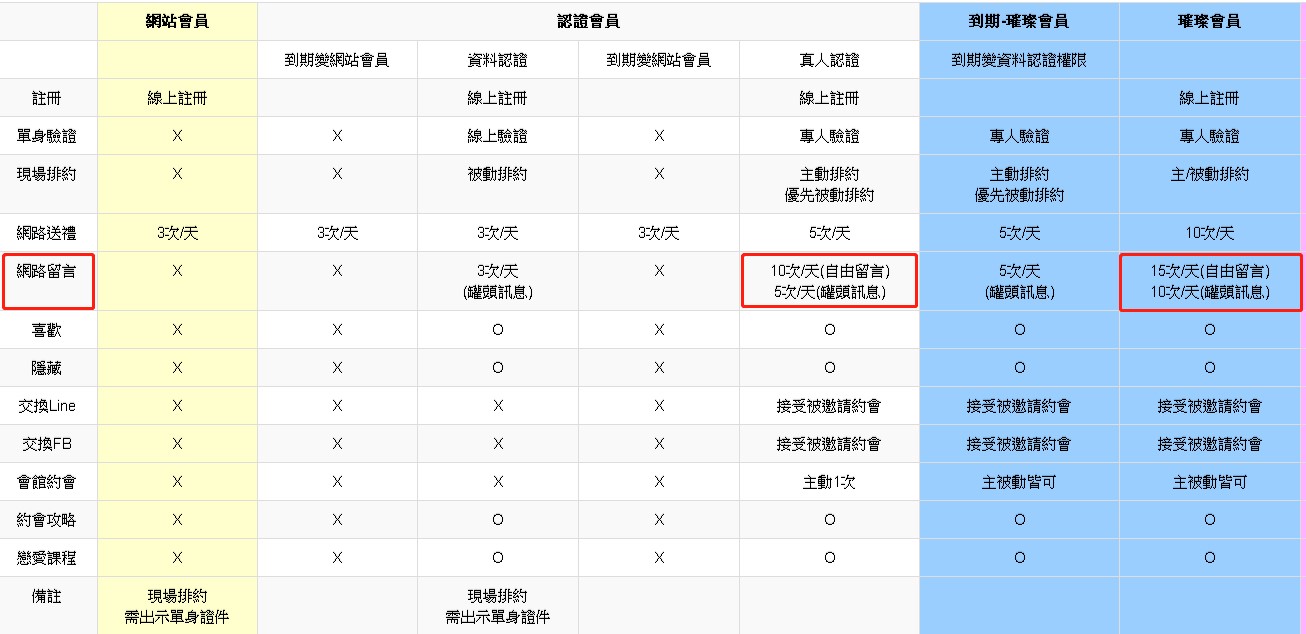 網站會員 認證會員 到期-璀璨會員 璀璨會員
到期變網站會員 資料認證 到期變網站會員 真人認證 到期變資料認證權限
註冊 線上註冊 線上註冊 線上註冊 線上註冊
單身驗證 X X 線上驗證 X 專人驗證 專人驗證 專人驗證
現場排約 X X 被動排約 X 主動排約 主動排約 主/被動排約
優先被動排約 優先被動排約
網路送禮 3次/天 3次/天 3次/天 3次/天 5次/天 5次/天 10次/天
網路留言 X X 3次/天 X 10次/天(自由留言) 5次/天 15次/天(自由留言)
(罐頭訊息) 5次/天(罐頭訊息) (罐頭訊息) 10次/天(罐頭訊息)
喜歡 X X O X O O O
隱藏 X X O X O O O
交換Line X X X X 接受被邀請約會 接受被邀請約會 接受被邀請約會
交換FB X X X X 接受被邀請約會 接受被邀請約會 接受被邀請約會
會館約會 X X X X 主動1次 主被動皆可 主被動皆可
約會攻略 X X O X O O O
戀愛課程 X X O X O O O
備註 現場排約 現場排約
需出示單身證件 需出示單身證件